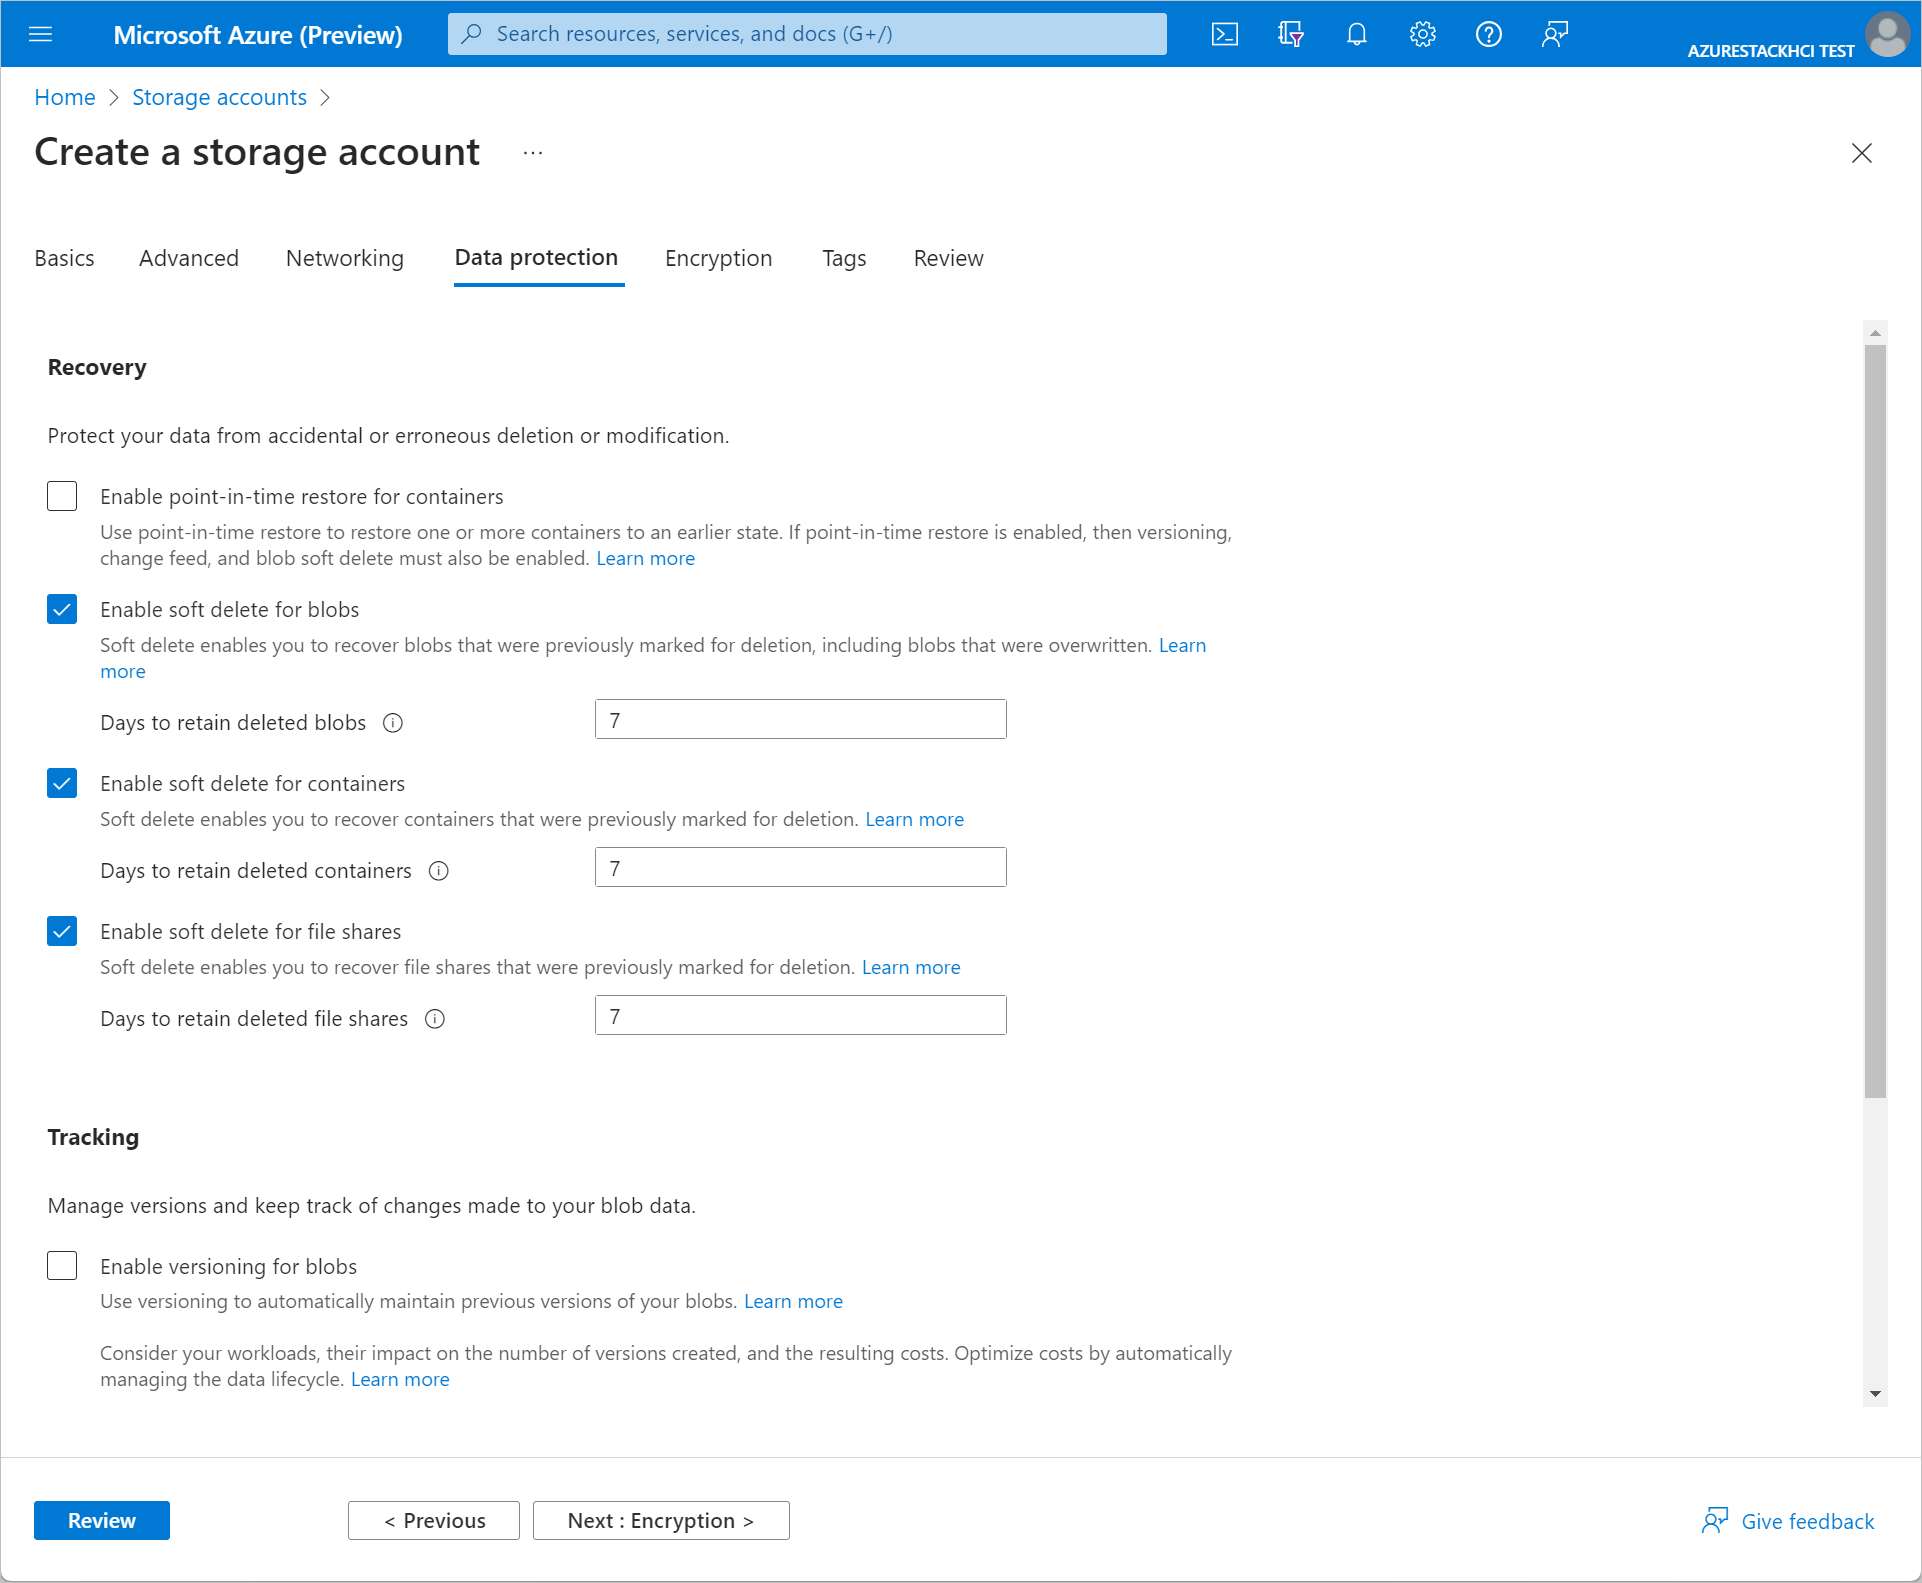 Microsoft Azure (Preview)
Search resources, services, and docs (G+/)
AZURESTACKHCI TEST
Home > Storage accounts >
Create a storage account ...
Basics Advanced Networking Data protection Encryption Tags Review
Recovery
Protect your data from accidental or erroneous deletion or modification.
Enable point-in-time restore for containers
Use point-in-time restore to restore one or more containers to an earlier state. If point-in-time restore is enabled, then versioning,
change feed, and blob soft delete must also be enabled. Learn more
Enable soft delete for blobs
Soft delete enables you to recover blobs that were previously marked for deletion, including blobs that were overwritten. Learn
more
Days to retain deleted blobs 7
Enable soft delete for containers
Soft delete enables you to recover containers that were previously marked for deletion. Learn more
Days to retain deleted containers 7
Enable soft delete for file shares
Soft delete enables you to recover file shares that were previously marked for deletion. Learn more
Days to retain deleted file shares 7
Tracking
Manage versions and keep track of changes made to your blob data.
Enable versioning for blobs
Use versioning to automatically maintain previous versions of your blobs. Learn more
Consider your workloads, their impact on the number of versions created, and the resulting costs. Optimize costs by automatically
managing the data lifecycle. Learn more
Review < Previous Next : Encryption > Give feedback